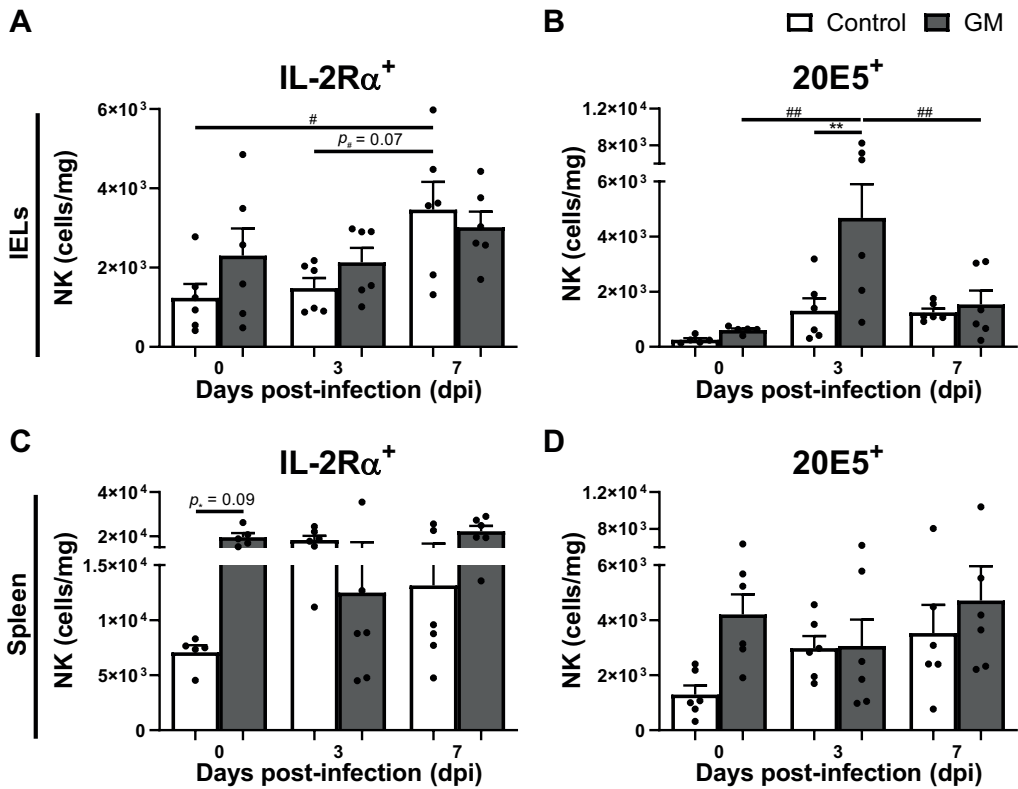 A
B
Control
GM
IL-2Rα⁺
20E5⁺
IELs
NK (cells/mg)
6×10³
4×10³
2×10³
0
#
p# = 0.07
0
3
7
Days post-infection (dpi)
NK (cells/mg)
1.2×10⁴
8×10³
6×10³
4×10³
2×10³
0
##
##
**
0
3
7
Days post-infection (dpi)
C
D
IL-2Rα⁺
20E5⁺
Spleen
NK (cells/mg)
4×10⁴
2×10⁴
1.5×10⁴
1×10⁴
5×10³
0
p* = 0.09
0
3
7
Days post-infection (dpi)
NK (cells/mg)
1.2×10⁴
8×10³
6×10³
4×10³
2×10³
0
0
3
7
Days post-infection (dpi)